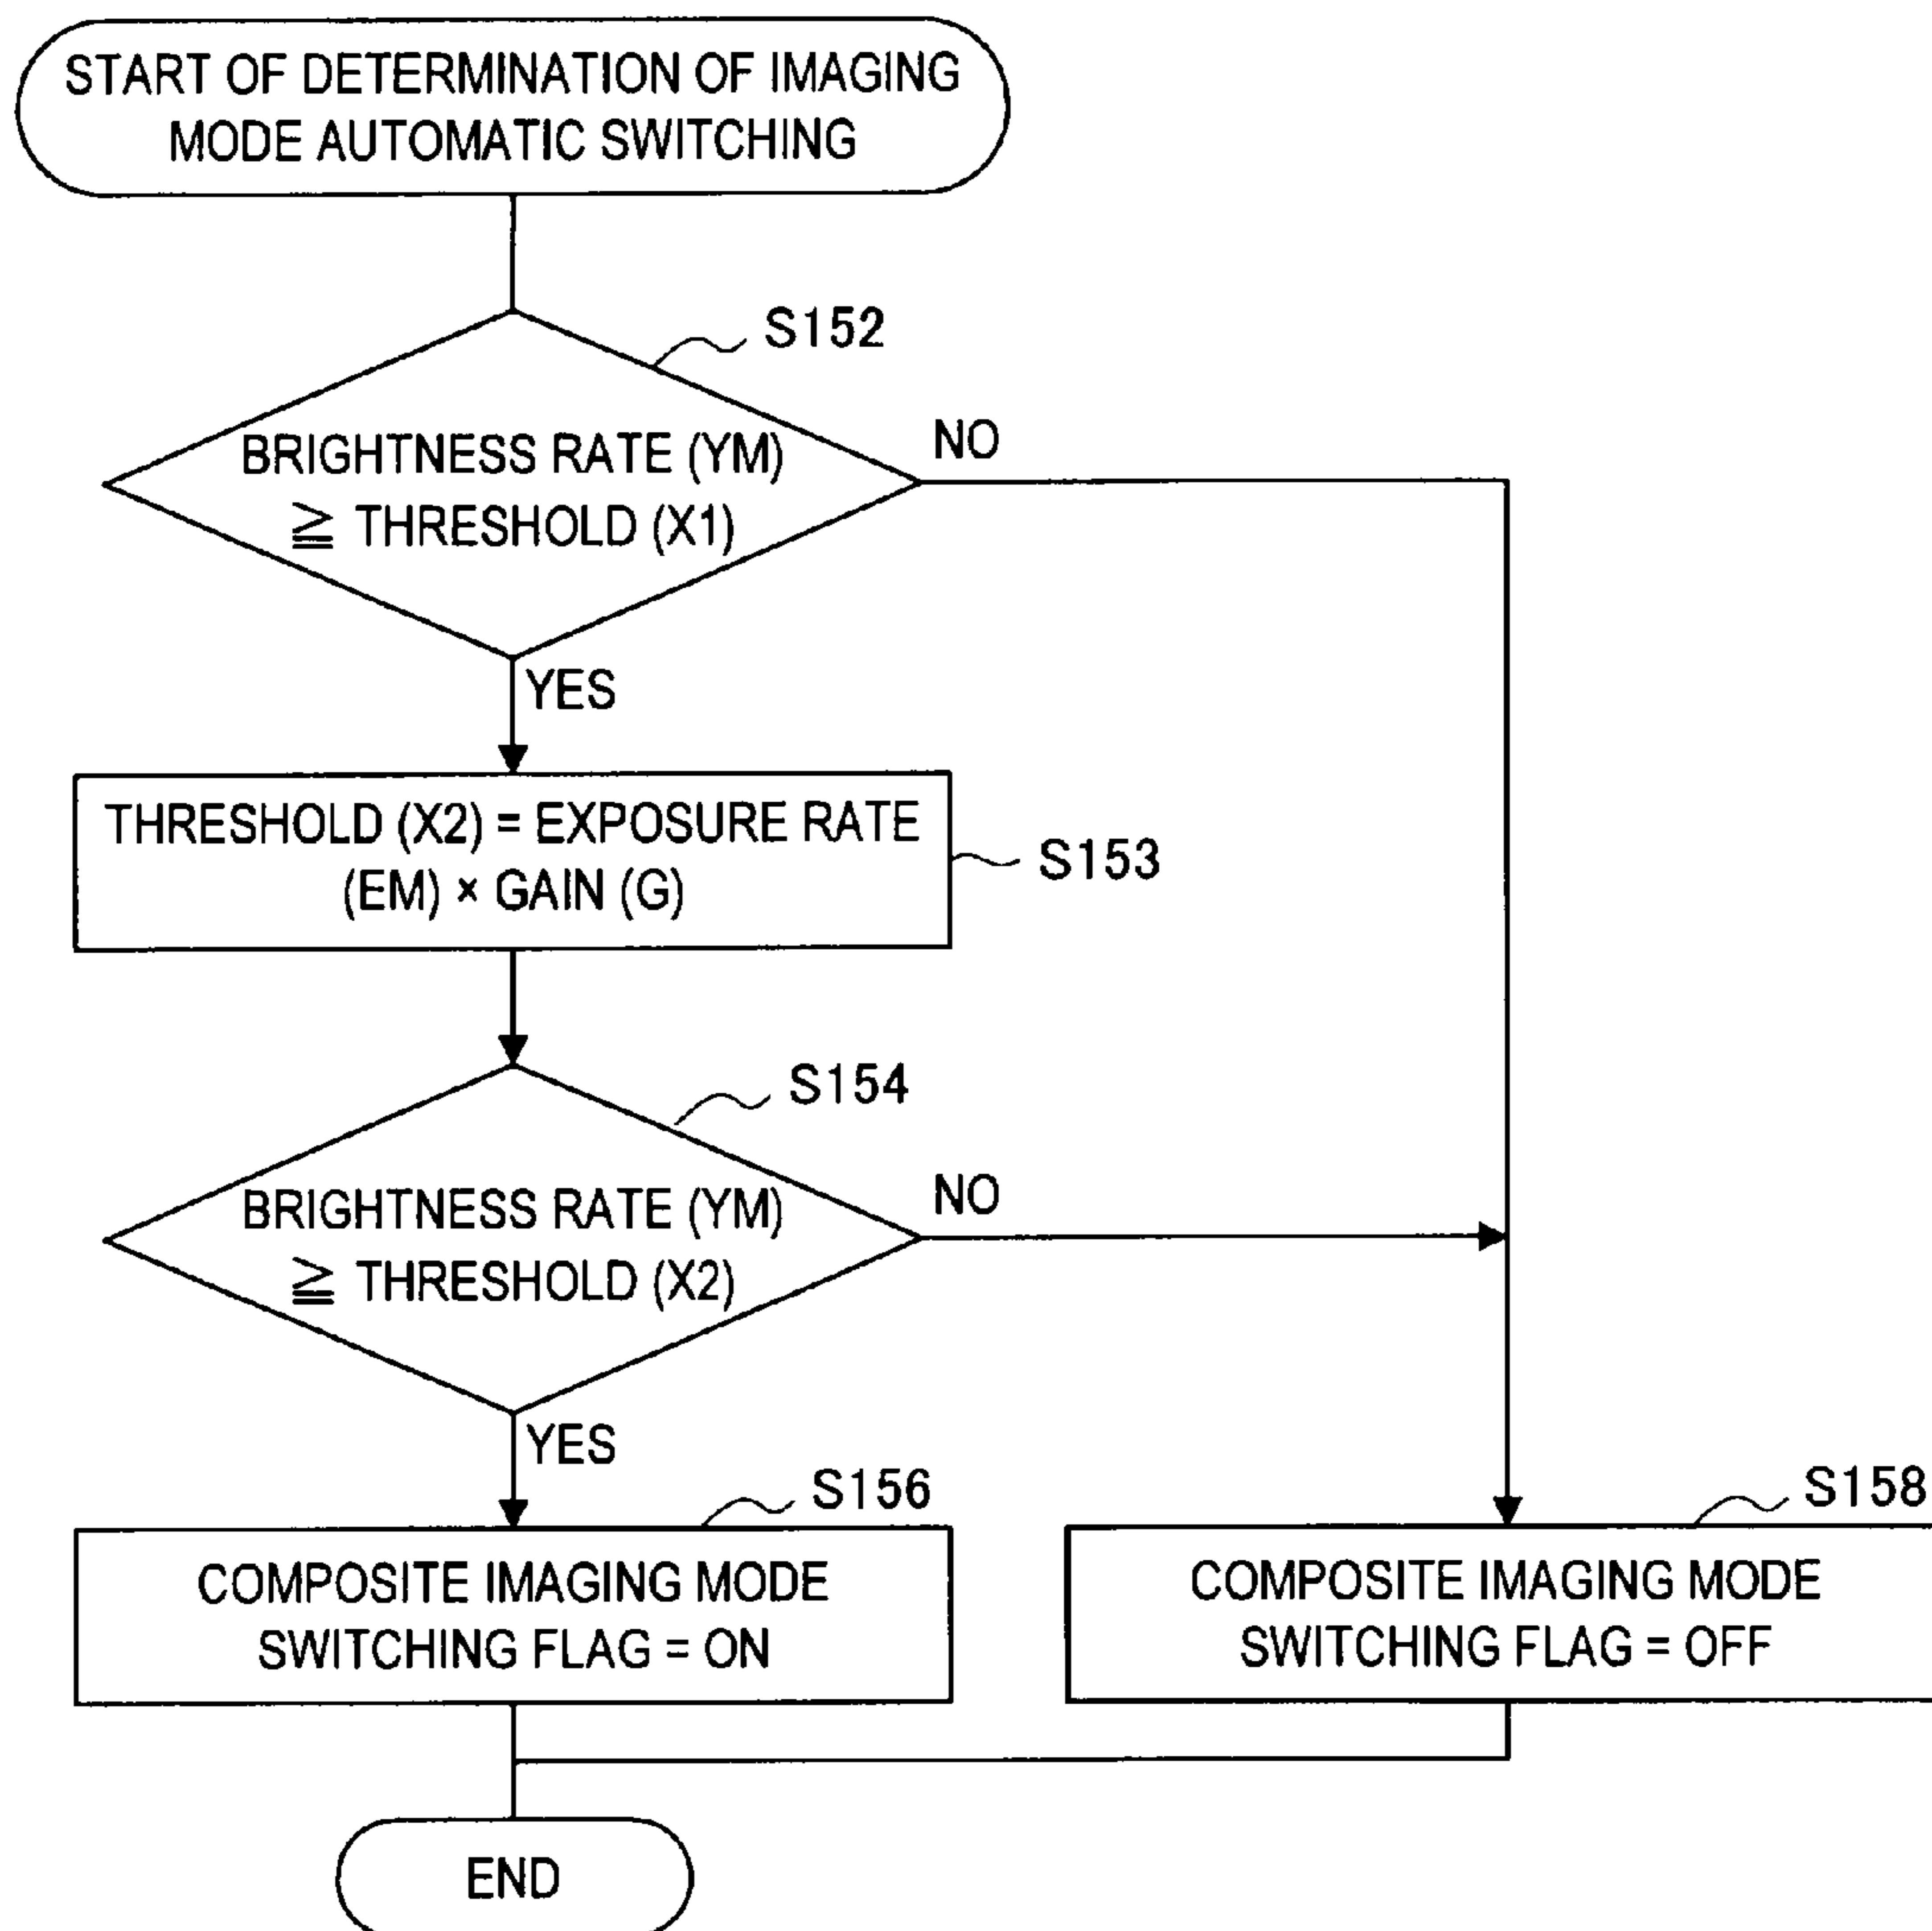 START OF DETERMINATION OF IMAGING
MODE AUTOMATIC SWITCHING
S152
BRIGHTNESS RATE (YM)
≧ THRESHOLD (X1)
NO
YES
THRESHOLD (X2) = EXPOSURE RATE
(EM) × GAIN (G)
S153
S154
BRIGHTNESS RATE (YM)
≧ THRESHOLD (X2)
NO
YES
S156
COMPOSITE IMAGING MODE
SWITCHING FLAG = ON
S158
COMPOSITE IMAGING MODE
SWITCHING FLAG = OFF
END